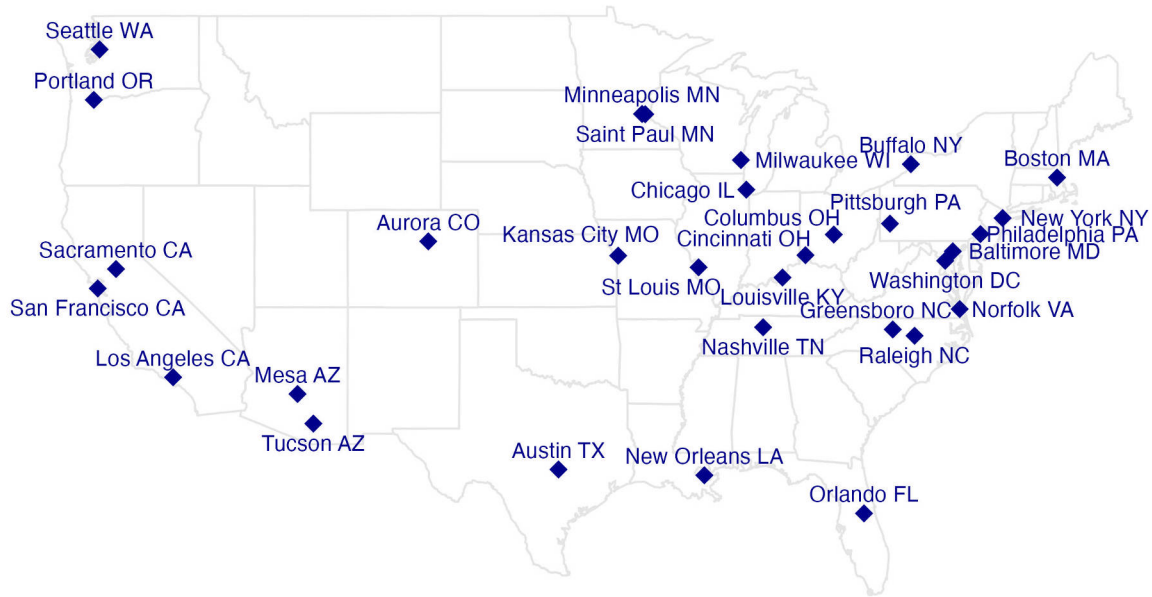 Seattle WA
Portland OR
Minneapolis MN
Saint Paul MN
Buffalo NY
Milwaukee WI
Boston MA
Chicago IL
Pittsburgh PA
Columbus OH
New York NY
Aurora CO
Kansas City MO
Cincinnati OH
Philadelphia PA
Sacramento CA
Baltimore MD
St Louis MO
Washington DC
Louisville KY
San Francisco CA
Greensboro NC
Norfolk VA
Nashville TN
Raleigh NC
Los Angeles CA
Mesa AZ
Tucson AZ
Austin TX
New Orleans LA
Orlando FL